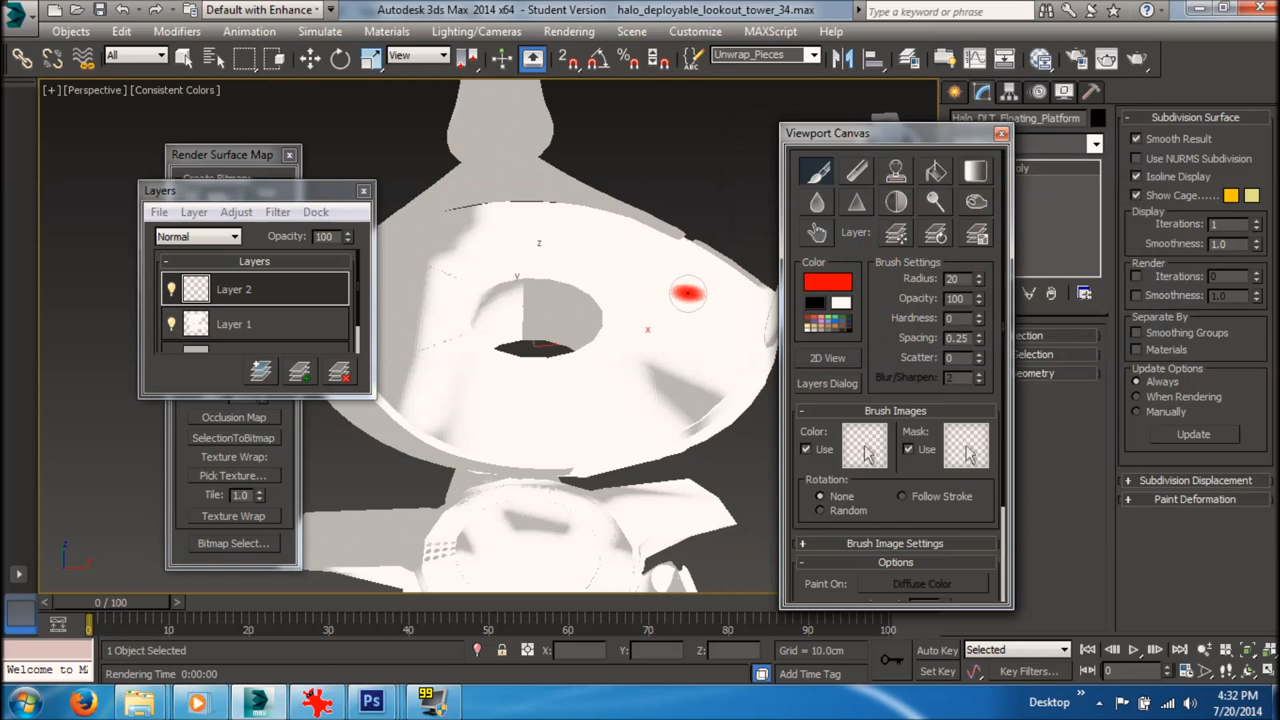 Default with Enhance
Autodesk 3ds Max 2014 x64 - Student Version halo_deployable_lookout_tower_34.max
Type a keyword or phrase
Objects Edit Modifiers Animation Simulate Materials Lighting/Cameras Rendering Scene Customize MAXScript Help
All View Unwrap_Pieces
[+] [Perspective] [Consistent Colors]
Render Surface Map
Layers
File Layer Adjust Filter Dock
Normal Opacity: 100
Layers
Layer 2
Layer 1
Occlusion Map
SelectionToBitmap
Texture Wrap:
Pick Texture...
Tile: 1.0
Texture Wrap
Bitmap Select...
z
y
x
Viewport Canvas
Layer:
Color
2D View
Layers Dialog
Brush Settings
Radius: 20
Opacity: 100
Hardness: 0
Spacing: 0.25
Scatter: 0
Blur/Sharpen: 2
Brush Images
Color: Mask:
Use Use
Rotation:
None Follow Stroke
Random
Brush Image Settings
Options
Paint On: Diffuse Color
Halo_DLT_Floating_Platform
Subdivision Surface
Smooth Result
Use NURMS Subdivision
Isoline Display
Show Cage......
Display
Iterations: 1
Smoothness: 1.0
Render
Iterations: 0
Smoothness: 1.0
Separate By
Smoothing Groups
Materials
Update Options
Always
When Rendering
Manually
Update
Subdivision Displacement
Paint Deformation
0 / 100
0 10 20 30 40 50 60 70 80 90 100
1 Object Selected X: Y: Z: Grid = 10.0cm Auto Key Selected
Welcome to M
Rendering Time 0:00:00 Add Time Tag Set Key Key Filters... 0
Ps
99
Desktop
4:32 PM
7/20/2014